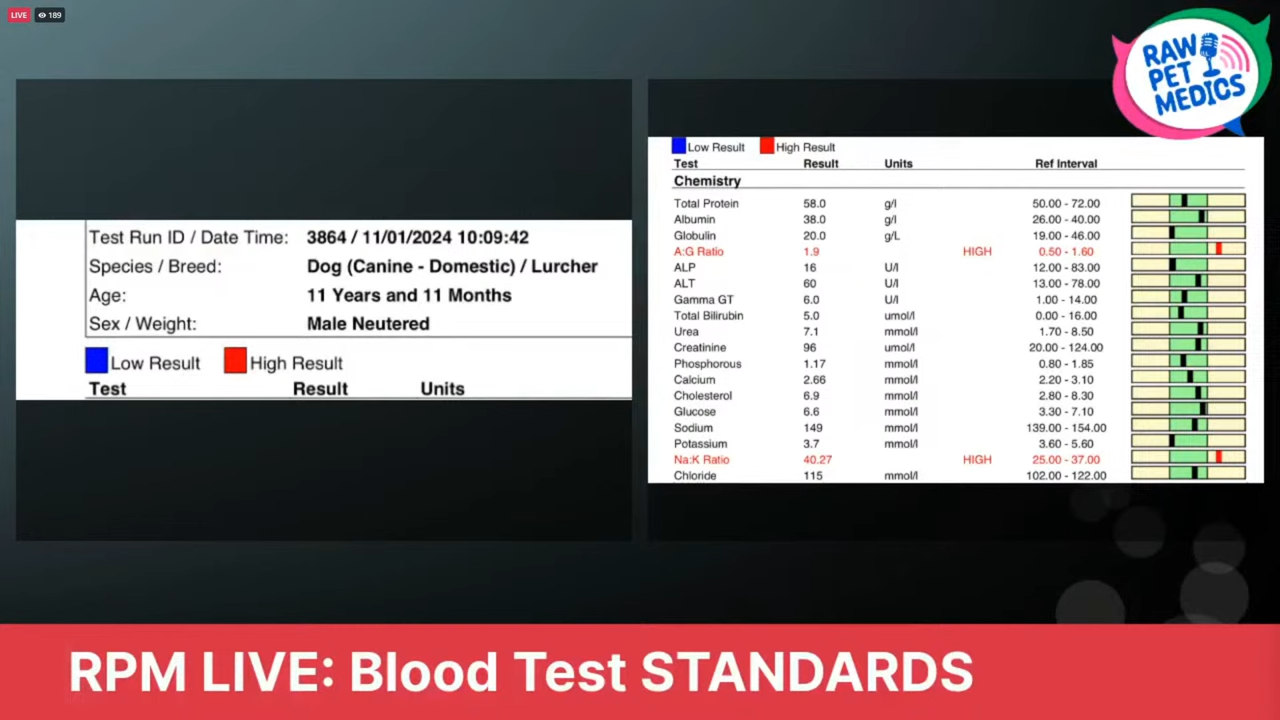 LIVE 189
RAW
PET
MEDICS
Test Run ID / Date Time: 3864 / 11/01/2024 10:09:42
Species / Breed: Dog (Canine - Domestic) / Lurcher
Age: 11 Years and 11 Months
Sex / Weight: Male Neutered
Low Result High Result
Test Result Units
Low Result High Result
Test Result Units Ref Interval
Chemistry
Total Protein 58.0 g/l 50.00 - 72.00
Albumin 38.0 g/l 26.00 - 40.00
Globulin 20.0 g/L 19.00 - 46.00
A:G Ratio 1.9 HIGH 0.50 - 1.60
ALP 16 U/l 12.00 - 83.00
ALT 60 U/l 13.00 - 78.00
Gamma GT 6.0 U/l 1.00 - 14.00
Total Bilirubin 5.0 umol/l 0.00 - 16.00
Urea 7.1 mmol/l 1.70 - 8.50
Creatinine 96 umol/l 20.00 - 124.00
Phosphorous 1.17 mmol/l 0.80 - 1.85
Calcium 2.66 mmol/l 2.20 - 3.10
Cholesterol 6.9 mmol/l 2.80 - 8.30
Glucose 6.6 mmol/l 3.30 - 7.10
Sodium 149 mmol/l 139.00 - 154.00
Potassium 3.7 mmol/l 3.60 - 5.60
Na:K Ratio 40.27 HIGH 25.00 - 37.00
Chloride 115 mmol/l 102.00 - 122.00
RPM LIVE: Blood Test STANDARDS